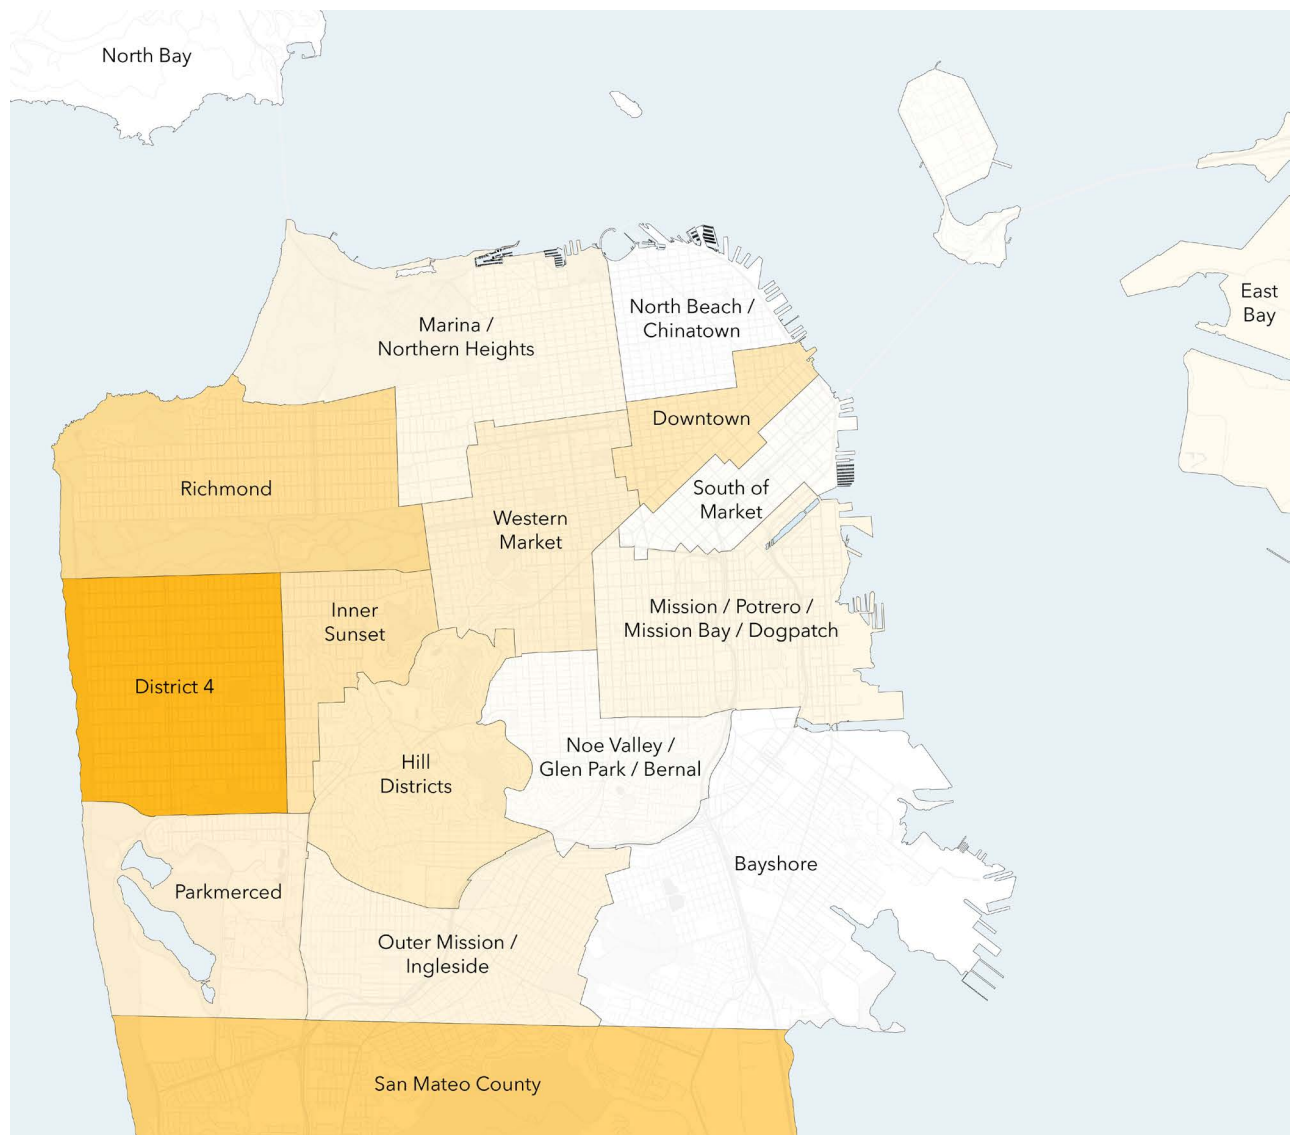 North Bay
East
Bay
North Beach /
Chinatown
Marina /
Northern Heights
Downtown
Richmond
South of
Market
Western
Market
Inner
Sunset
Mission / Potrero /
Mission Bay / Dogpatch
District 4
Noe Valley /
Glen Park / Bernal
Hill
Districts
Bayshore
Parkmerced
Outer Mission /
Ingleside
San Mateo County